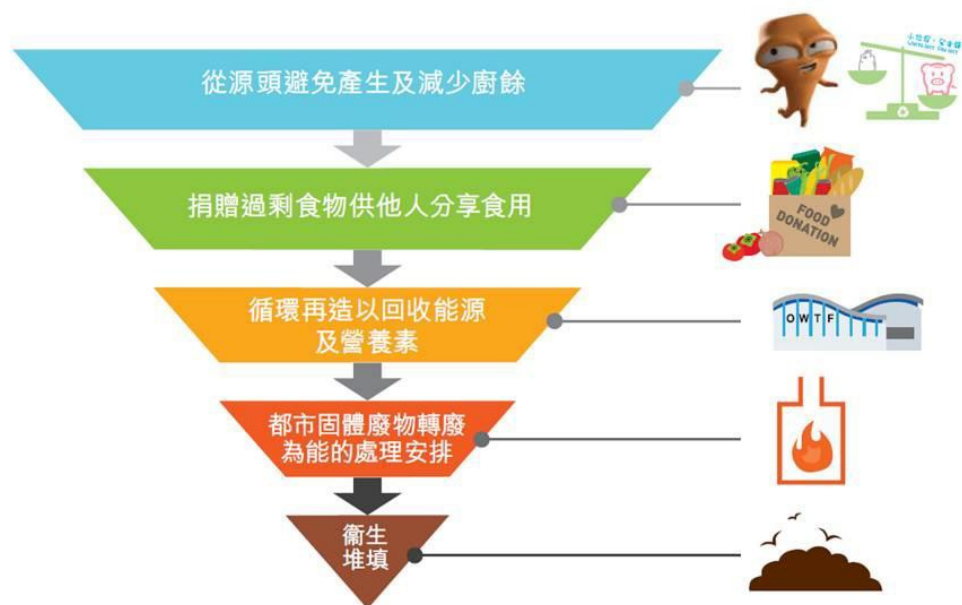 從源頭避免產生及減少廚餘
捐贈過剩食物供他人分享食用
FOOD
DONATION
循環再造以回收能源
及營養素
OWTF
都市固體廢物轉廢
為能的處理安排
衞生
堆填